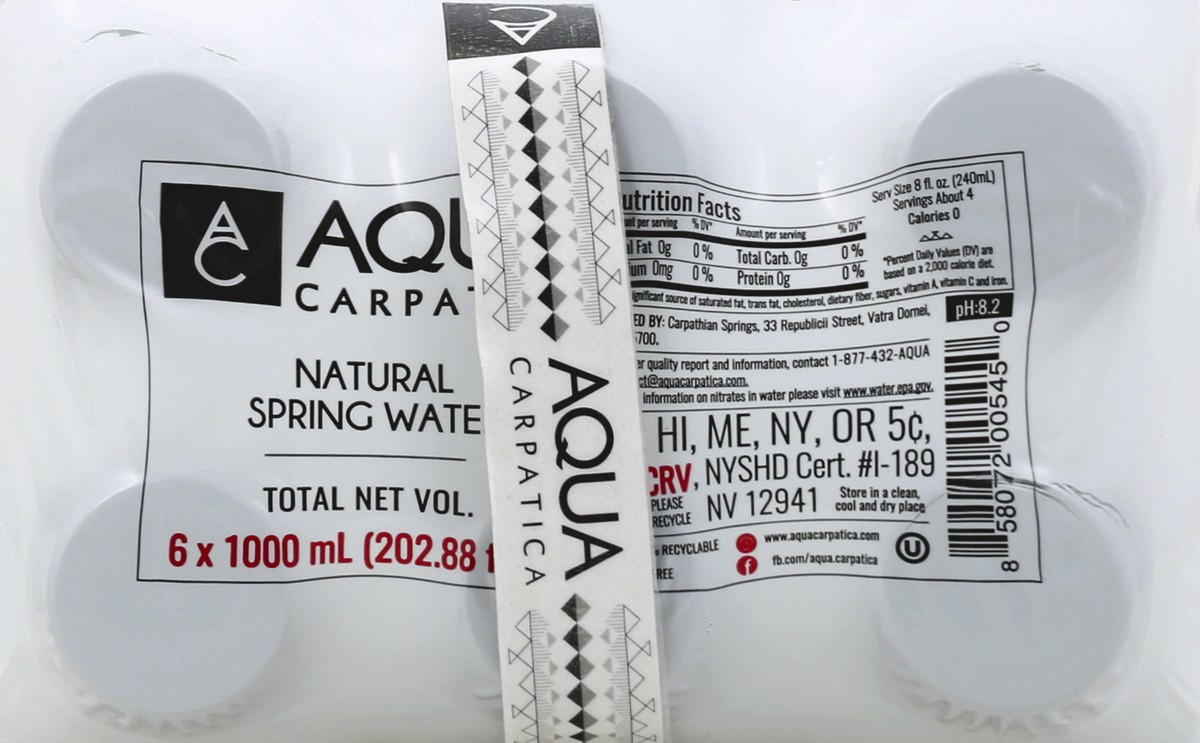 AC
AQU
CARPA
NATURAL
SPRING WATE
TOTAL NET VOL.
6 x 1000 mL (202.88 f
AQUA
CARPATICA
utrition Facts
Serv Size 8 fl. oz. (240mL)
Servings About 4
Calories 0
nt per serving % DV* Amount per serving % DV*
l Fat 0g 0% Total Carb. 0g 0%
um 0mg 0% Protein 0g 0%
*Percent Daily Values (DV) are
based on a 2,000 calorie diet.
ignificant source of saturated fat, trans fat, cholesterol, dietary fiber, sugars, vitamin A, vitamin C and iron.
pH:8.2
ED BY: Carpathian Springs, 33 Republicii Street, Vatra Dornei,
5700.
er quality report and information, contact 1-877-432-AQUA
ct@aquacarpatica.com.
information on nitrates in water please visit www.water.epa.gov.
HI, ME, NY, OR 5¢,
CRV, NYSHD Cert. #I-189
PLEASE
RECYCLE
NV 12941
Store in a clean,
cool and dry place
RECYCLABLE
REE
www.aquacarpatica.com
fb.com/aqua.carpatica
U
8 58072 00545 0